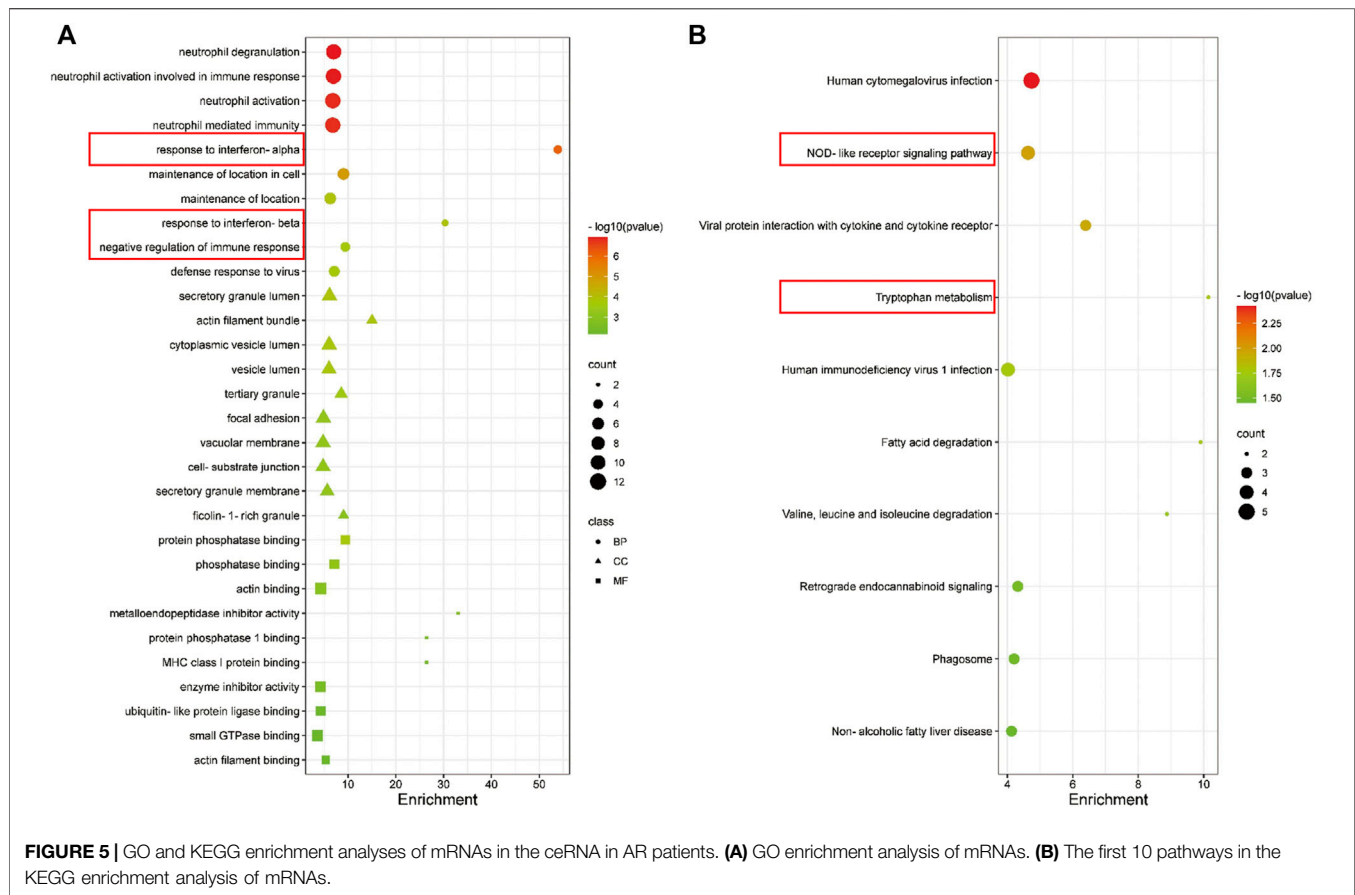 A
neutrophil degranulation
neutrophil activation involved in immune response
neutrophil activation
neutrophil mediated immunity
response to interferon- alpha
maintenance of location in cell
maintenance of location
response to interferon- beta
negative regulation of immune response
defense response to virus
secretory granule lumen
actin filament bundle
cytoplasmic vesicle lumen
vesicle lumen
tertiary granule
focal adhesion
vacuolar membrane
cell- substrate junction
secretory granule membrane
ficolin- 1- rich granule
protein phosphatase binding
phosphatase binding
actin binding
metalloendopeptidase inhibitor activity
protein phosphatase 1 binding
MHC class I protein binding
enzyme inhibitor activity
ubiquitin- like protein ligase binding
small GTPase binding
actin filament binding
10 20 30 40 50
Enrichment
- log10(pvalue)
6
5
4
3
count
2
4
6
8
10
12
class
BP
CC
MF
B
Human cytomegalovirus infection
NOD- like receptor signaling pathway
Viral protein interaction with cytokine and cytokine receptor
Tryptophan metabolism
Human immunodeficiency virus 1 infection
Fatty acid degradation
Valine, leucine and isoleucine degradation
Retrograde endocannabinoid signaling
Phagosome
Non- alcoholic fatty liver disease
4 6 8 10
Enrichment
- log10(pvalue)
2.25
2.00
1.75
1.50
count
2
3
4
5
FIGURE 5 | GO and KEGG enrichment analyses of mRNAs in the ceRNA in AR patients. (A) GO enrichment analysis of mRNAs. (B) The first 10 pathways in the
KEGG enrichment analysis of mRNAs.